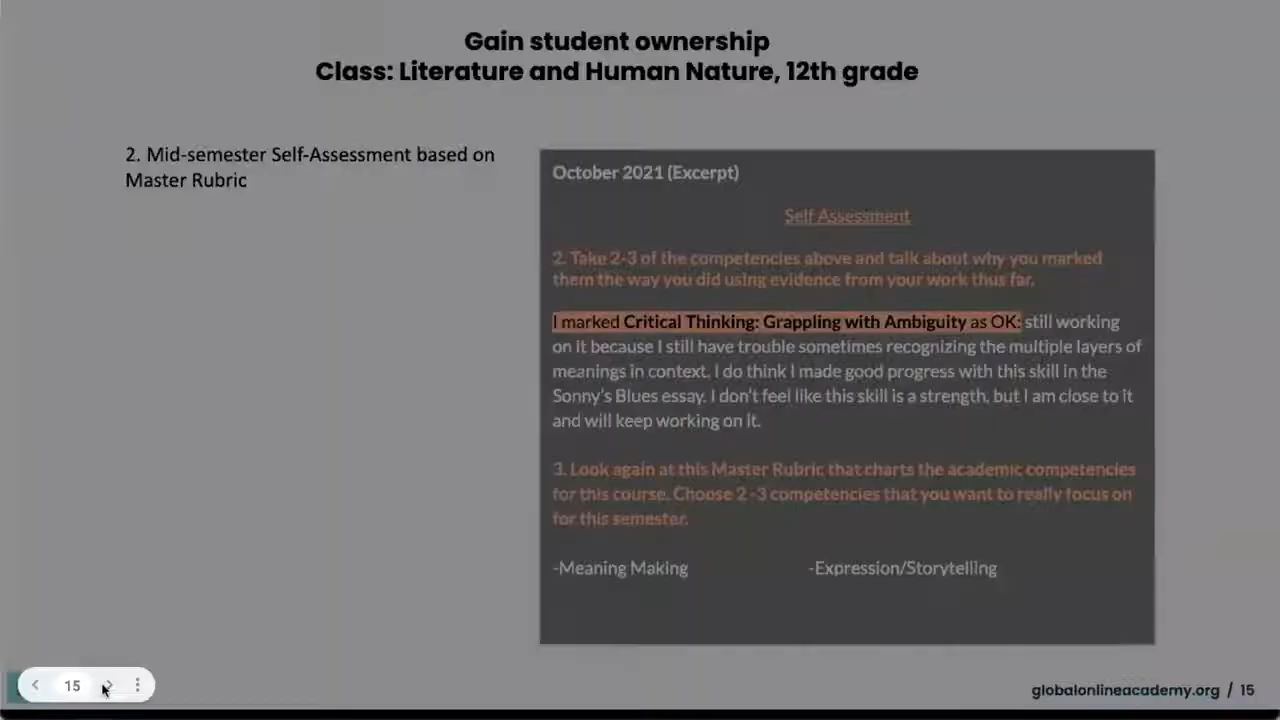 Gain student ownership
Class: Literature and Human Nature, 12th grade
2. Mid-semester Self-Assessment based on
Master Rubric
October 2021 (Excerpt)
Self Assessment
2. Take 2-3 of the competencies above and talk about why you marked
them the way you did using evidence from your work thus far.
I marked Critical Thinking: Grappling with Ambiguity as OK: still working
on it because I still have trouble sometimes recognizing the multiple layers of
meanings in context. I do think I made good progress with this skill in the
Sonny's Blues essay. I don't feel like this skill is a strength, but I am close to it
and will keep working on it.
3. Look again at this Master Rubric that charts the academic competencies
for this course. Choose 2 -3 competencies that you want to really focus on
for this semester.
-Meaning Making -Expression/Storytelling
15
globalonlineacademy.org / 15